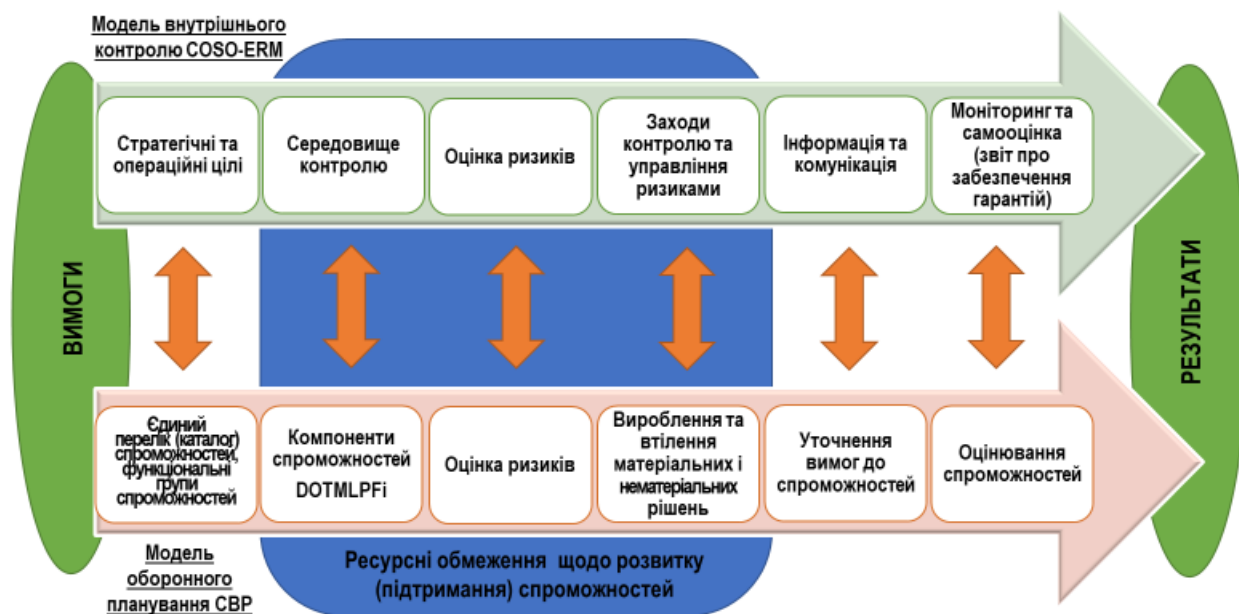 Модель внутрішнього
контролю COSO-ERM
ВИМОГИ
Стратегічні та
операційні цілі
Середовище
контролю
Оцінка ризиків
Заходи
контролю та
управління
ризиками
Інформація та
комунікація
Моніторинг та
самооцінка
(звіт про
забезпечення
гарантій)
РЕЗУЛЬТАТИ
Єдиний
перелік (каталог)
спроможностей,
функціональні
групи
спроможностей
Компоненти
спроможностей
DOTMLPFi
Оцінка ризиків
Вироблення та
втілення
матеріальних і
нематеріальних
рішень
Уточнення
вимог до
спроможностей
Оцінювання
спроможностей
Модель
оборонного
планування СВР
Ресурсні обмеження щодо розвитку
(підтримання) спроможностей